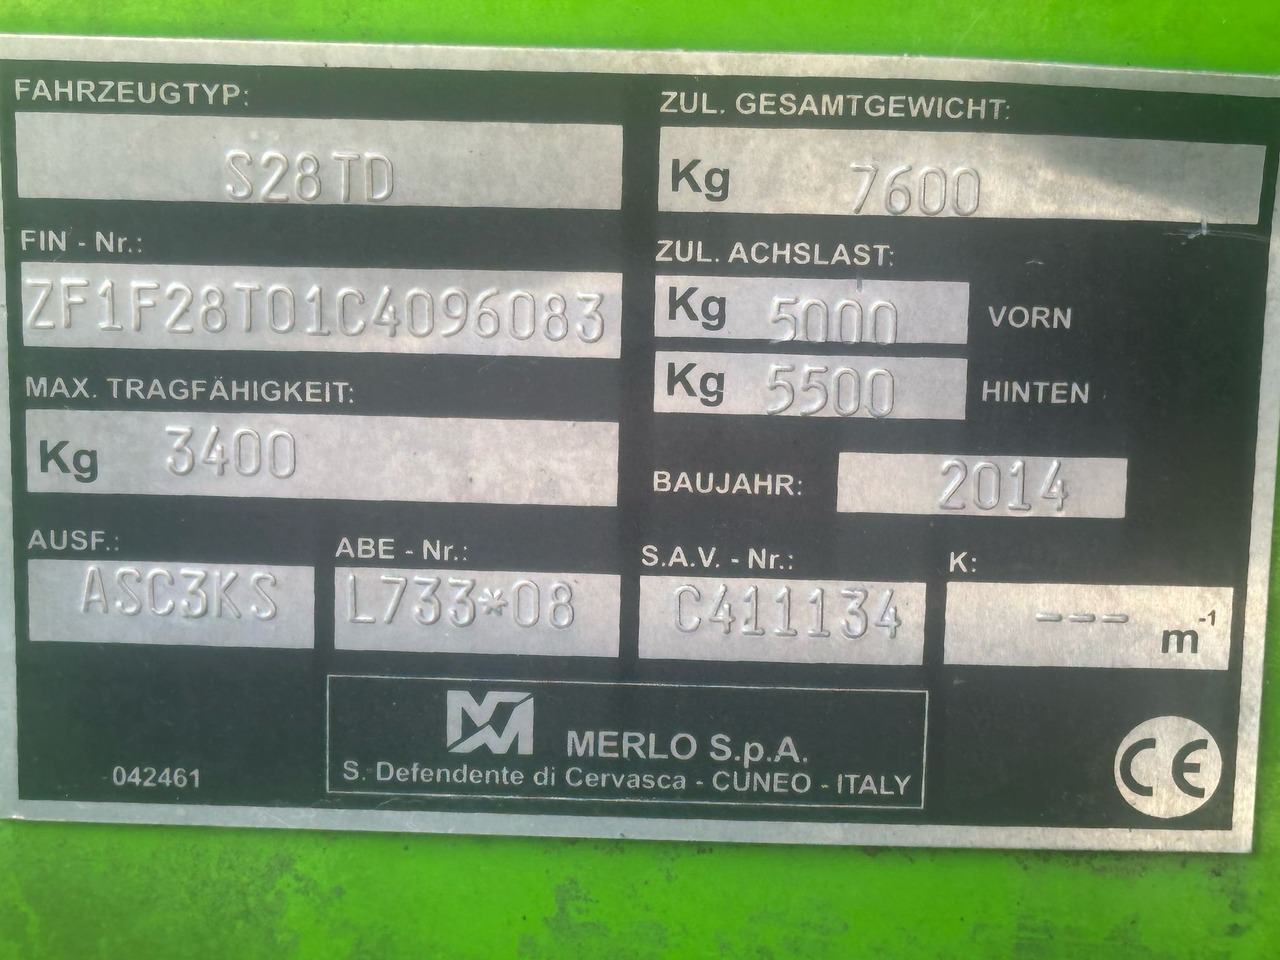 FAHRZEUGTYP:
S28TD
ZUL. GESAMTGEWICHT:
Kg 7600
FIN - Nr.:
ZF1F28T01C4096083
ZUL. ACHSLAST:
Kg 5000 VORN
Kg 5500 HINTEN
MAX. TRAGFÄHIGKEIT:
Kg 3400
BAUJAHR: 2014
AUSF.:
ASC3KS
ABE - Nr.:
L733*08
S.A.V. - Nr.:
C411134
K:
--- m-1
MERLO S.p.A.
S. Defendente di Cervasca - CUNEO - ITALY
042461
CE